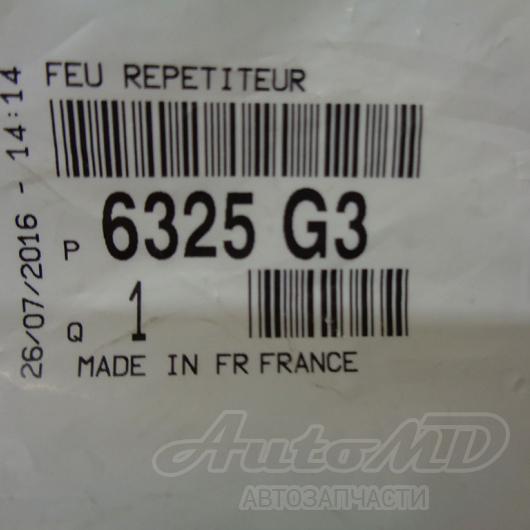 FEU REPETITEUR
P 6325 G3
Q 1
MADE IN FR FRANCE
26/07/2016 - 14:14
AutoMD
АВТОЗАПЧАСТИ